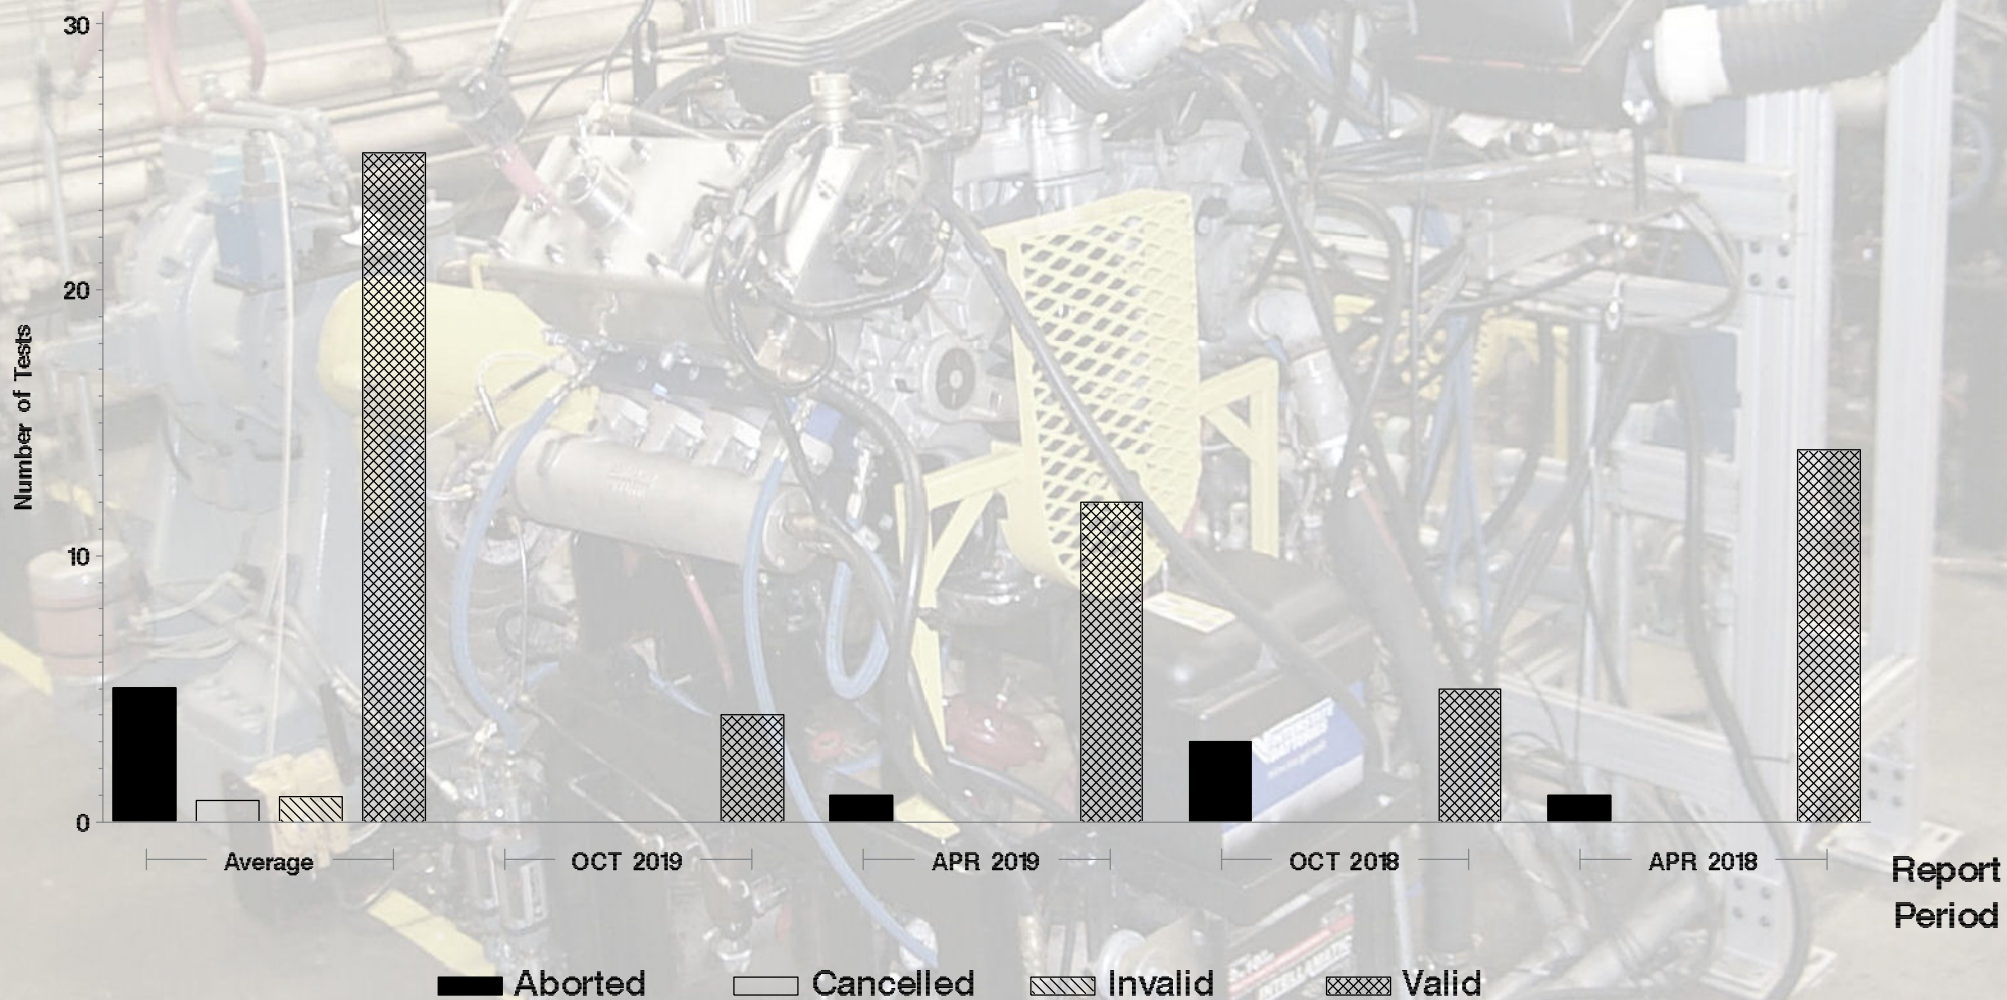 30
20
10
0
Number of Tests
Average
OCT 2019
APR 2019
OCT 2018
APR 2018
Report
Period
Aborted
Cancelled
Invalid
Valid